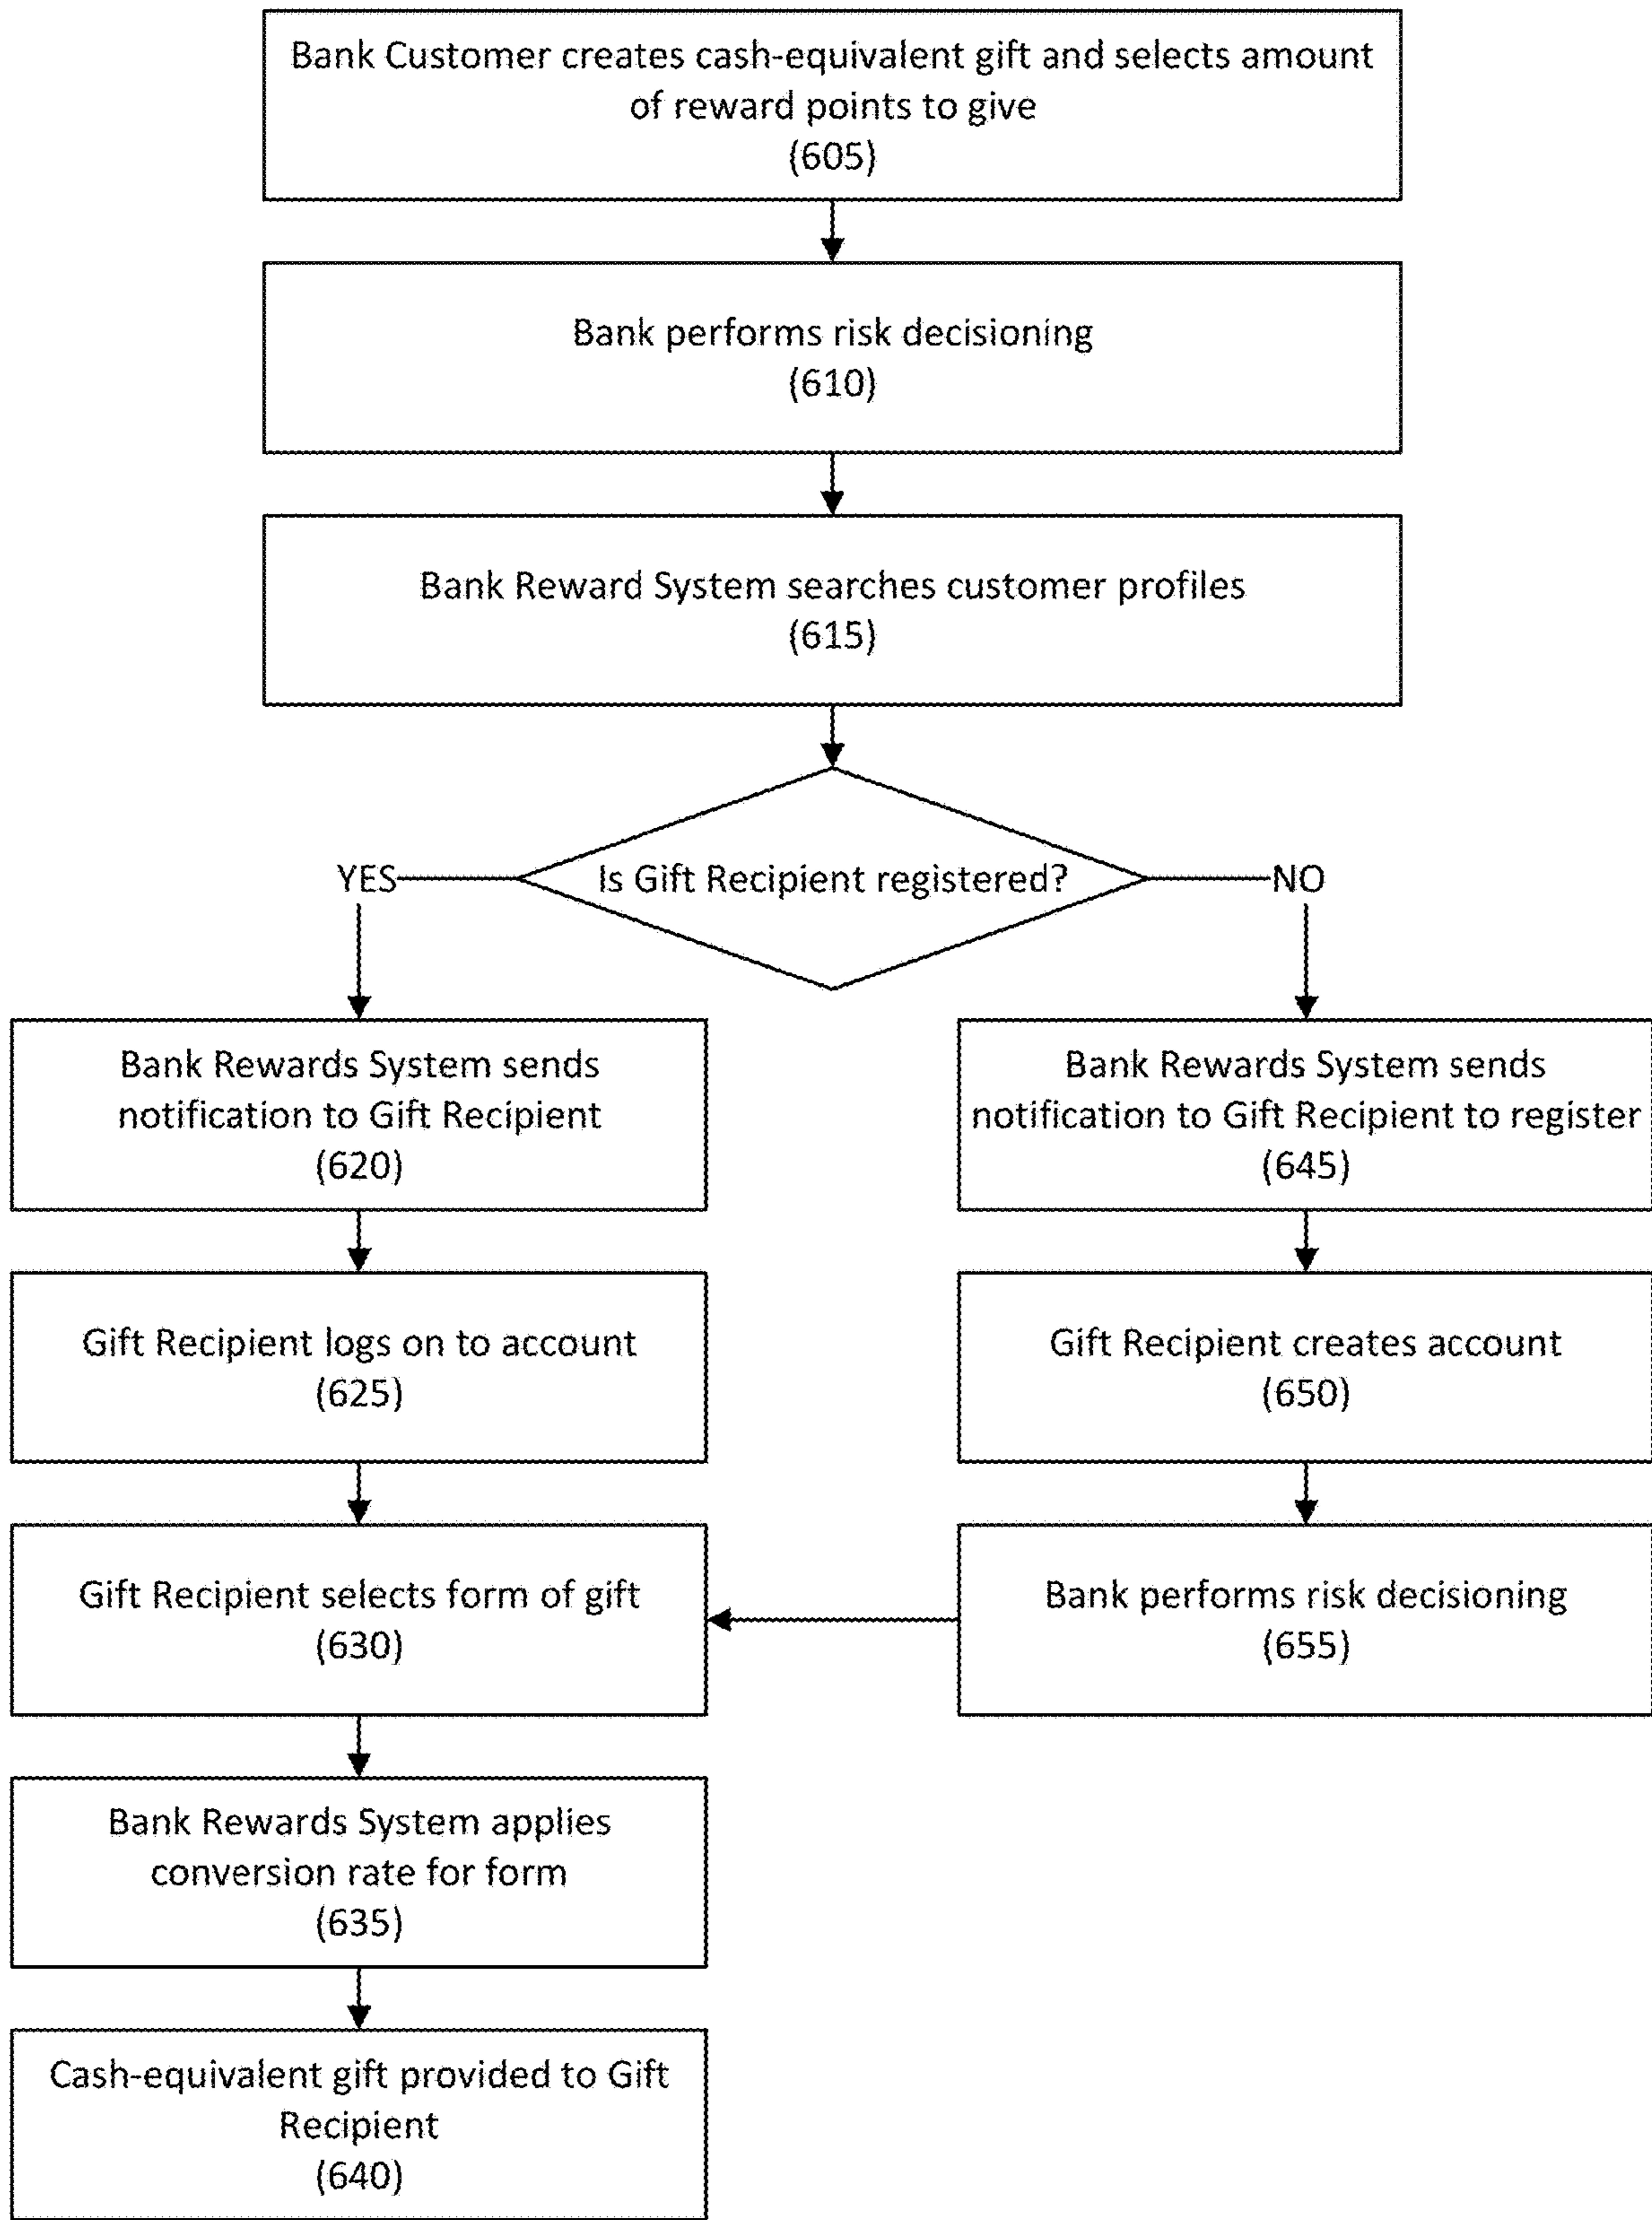 Bank Customer creates cash-equivalent gift and selects amount
of reward points to give
(605)
Bank performs risk decisioning
(610)
Bank Reward System searches customer profiles
(615)
YES
Is Gift Recipient registered?
NO
Bank Rewards System sends
notification to Gift Recipient
(620)
Bank Rewards System sends
notification to Gift Recipient to register
(645)
Gift Recipient logs on to account
(625)
Gift Recipient creates account
(650)
Gift Recipient selects form of gift
(630)
Bank performs risk decisioning
(655)
Bank Rewards System applies
conversion rate for form
(635)
Cash-equivalent gift provided to Gift
Recipient
(640)